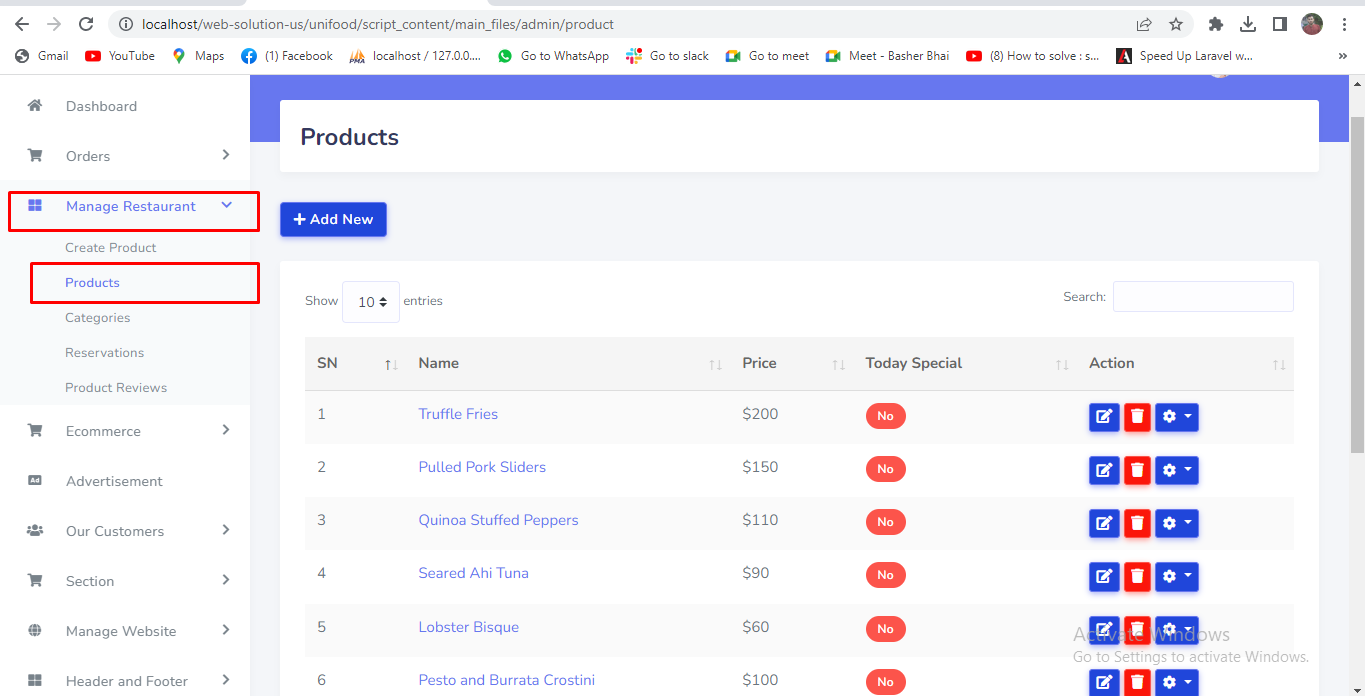 localhost/web-solution-us/unifood/script_content/main_files/admin/product
Gmail YouTube Maps (1) Facebook localhost / 127.0.0.... Go to WhatsApp Go to slack Go to meet Meet - Basher Bhai (8) How to solve : s... Speed Up Laravel w... »
Dashboard
Orders
Manage Restaurant
Create Product
Products
Categories
Reservations
Product Reviews
Ecommerce
Ad Advertisement
Our Customers
Section
Manage Website
Header and Footer
Products
+ Add New
Show 10 entries
Search:
SN Name Price Today Special Action
1 Truffle Fries $200 No
2 Pulled Pork Sliders $150 No
3 Quinoa Stuffed Peppers $110 No
4 Seared Ahi Tuna $90 No
5 Lobster Bisque $60 No
6 Pesto and Burrata Crostini $100 No
Activate Windows
Go to Settings to activate Windows.